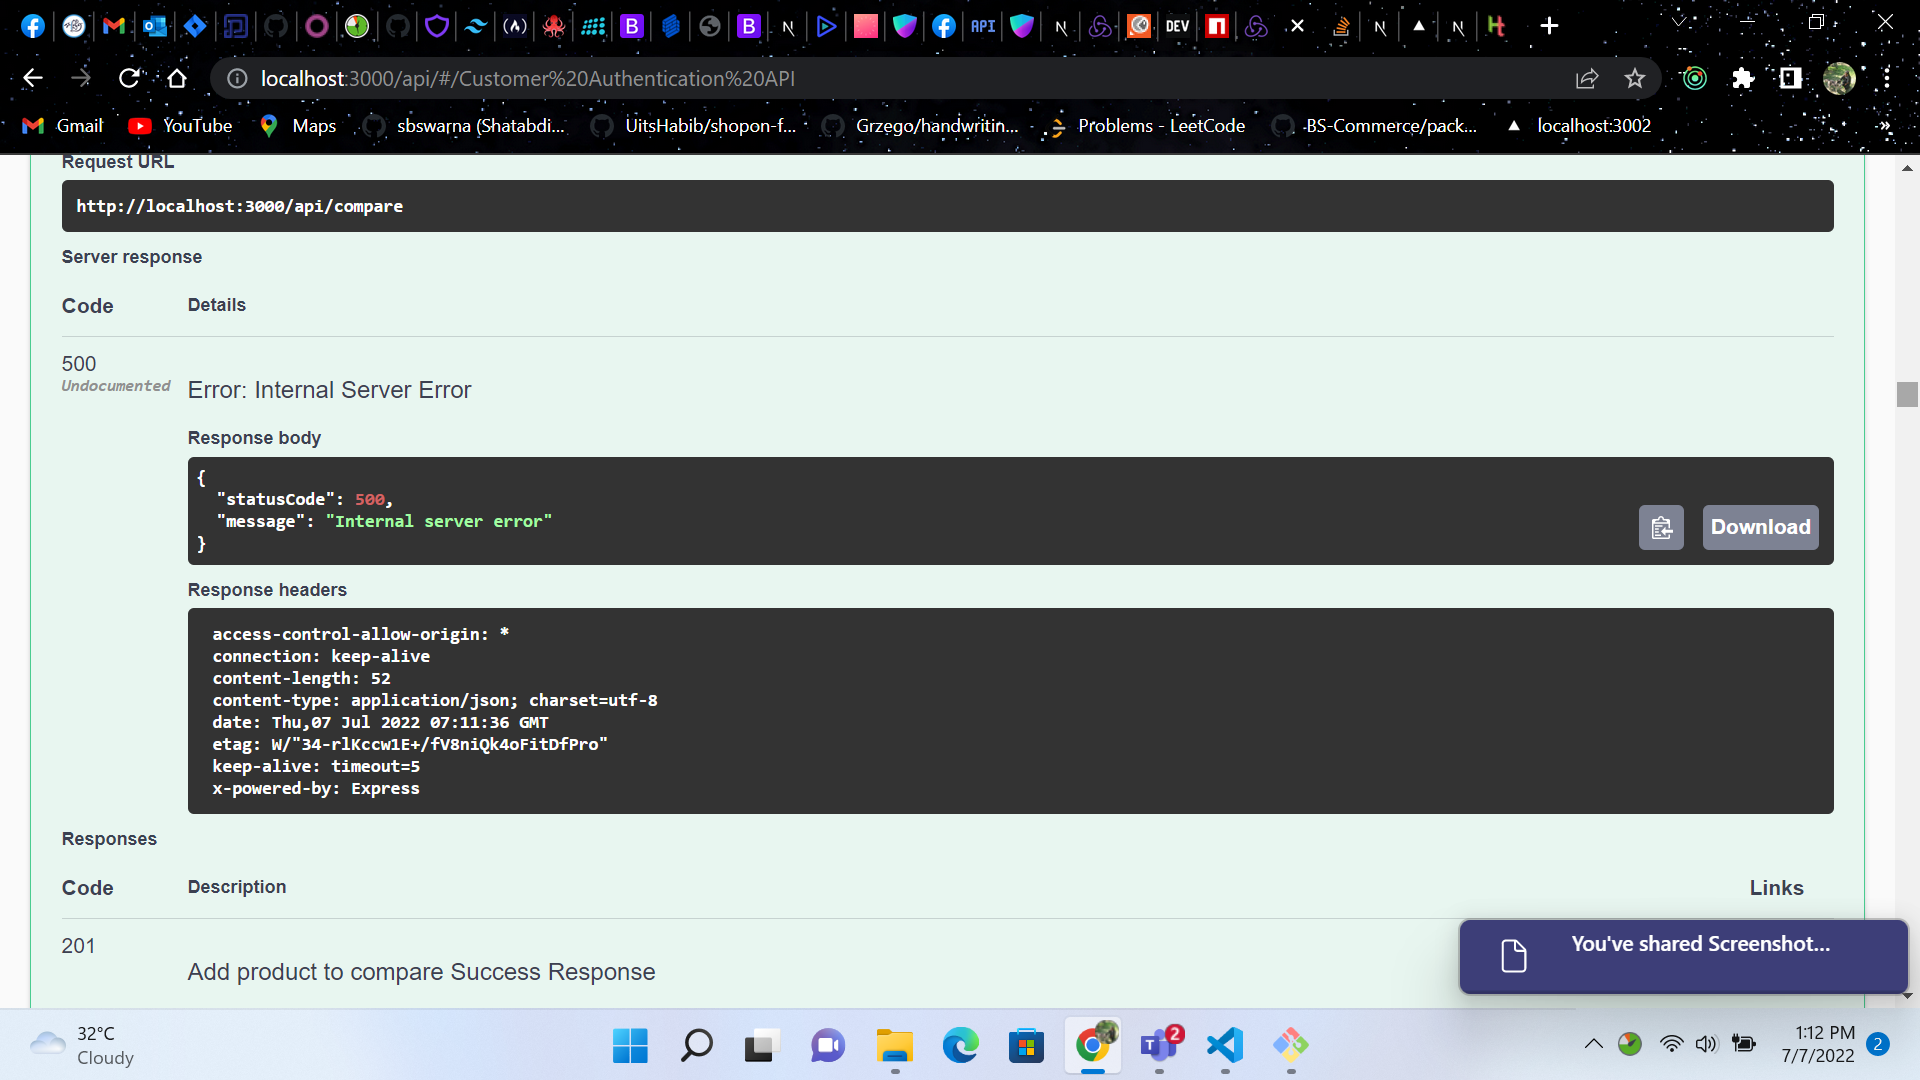 localhost:3000/api/#/Customer%20Authentication%20API
Gmail YouTube Maps sbswarna (Shatabdi... UitsHabib/shopon-f... Grzego/handwritin... Problems - LeetCode BS-Commerce/pack... localhost:3002 »
Request URL
http://localhost:3000/api/compare
Server response
Code Details
500
Undocumented
Error: Internal Server Error
Response body
{
"statusCode": 500,
"message": "Internal server error"
}
Download
Response headers
access-control-allow-origin: *
connection: keep-alive
content-length: 52
content-type: application/json; charset=utf-8
date: Thu,07 Jul 2022 07:11:36 GMT
etag: W/"34-rlKccw1E+/fV8niQk4oFitDfPro"
keep-alive: timeout=5
x-powered-by: Express
Responses
Code Description Links
201
Add product to compare Success Response
You've shared Screenshot...
32°C
Cloudy
2
1:12 PM
7/7/2022
2
API
DEV